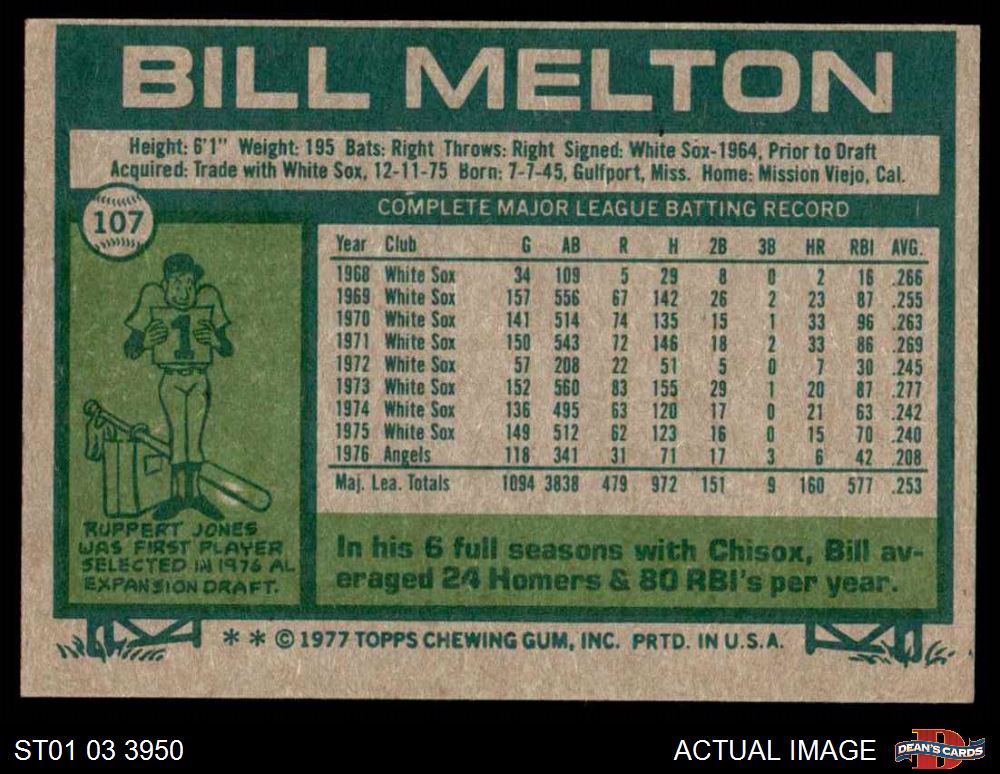 BILL MELTON
Height: 6'1" Weight: 195 Bats: Right Throws: Right Signed: White Sox-1964, Prior to Draft
Acquired: Trade with White Sox, 12-11-75 Born: 7-7-45, Gulfport, Miss. Home: Mission Viejo, Cal.
107
COMPLETE MAJOR LEAGUE BATTING RECORD
Year Club G AB R H 2B 3B HR RBI AVG.
1968 White Sox 34 109 5 29 8 0 2 16 .266
1969 White Sox 157 556 67 142 26 2 23 87 .255
1970 White Sox 141 514 74 135 15 1 33 96 .263
1971 White Sox 150 543 72 146 18 2 33 86 .269
1972 White Sox 57 208 22 51 5 0 7 30 .245
1973 White Sox 152 560 83 155 29 1 20 87 .277
1974 White Sox 136 495 63 120 17 0 21 63 .242
1975 White Sox 149 512 62 123 16 0 15 70 .240
1976 Angels 118 341 31 71 17 3 6 42 .208
Maj. Lea. Totals 1094 3838 479 972 151 9 160 577 .253
1
RUPPERT JONES
WAS FIRST PLAYER
SELECTED IN 1976 AL
EXPANSION DRAFT.
In his 6 full seasons with Chisox, Bill av-
eraged 24 Homers & 80 RBI's per year.
* * © 1977 TOPPS CHEWING GUM, INC. PRTD. IN U.S.A.
ST01 03 3950
ACTUAL IMAGE
D
DEAN'S CARDS